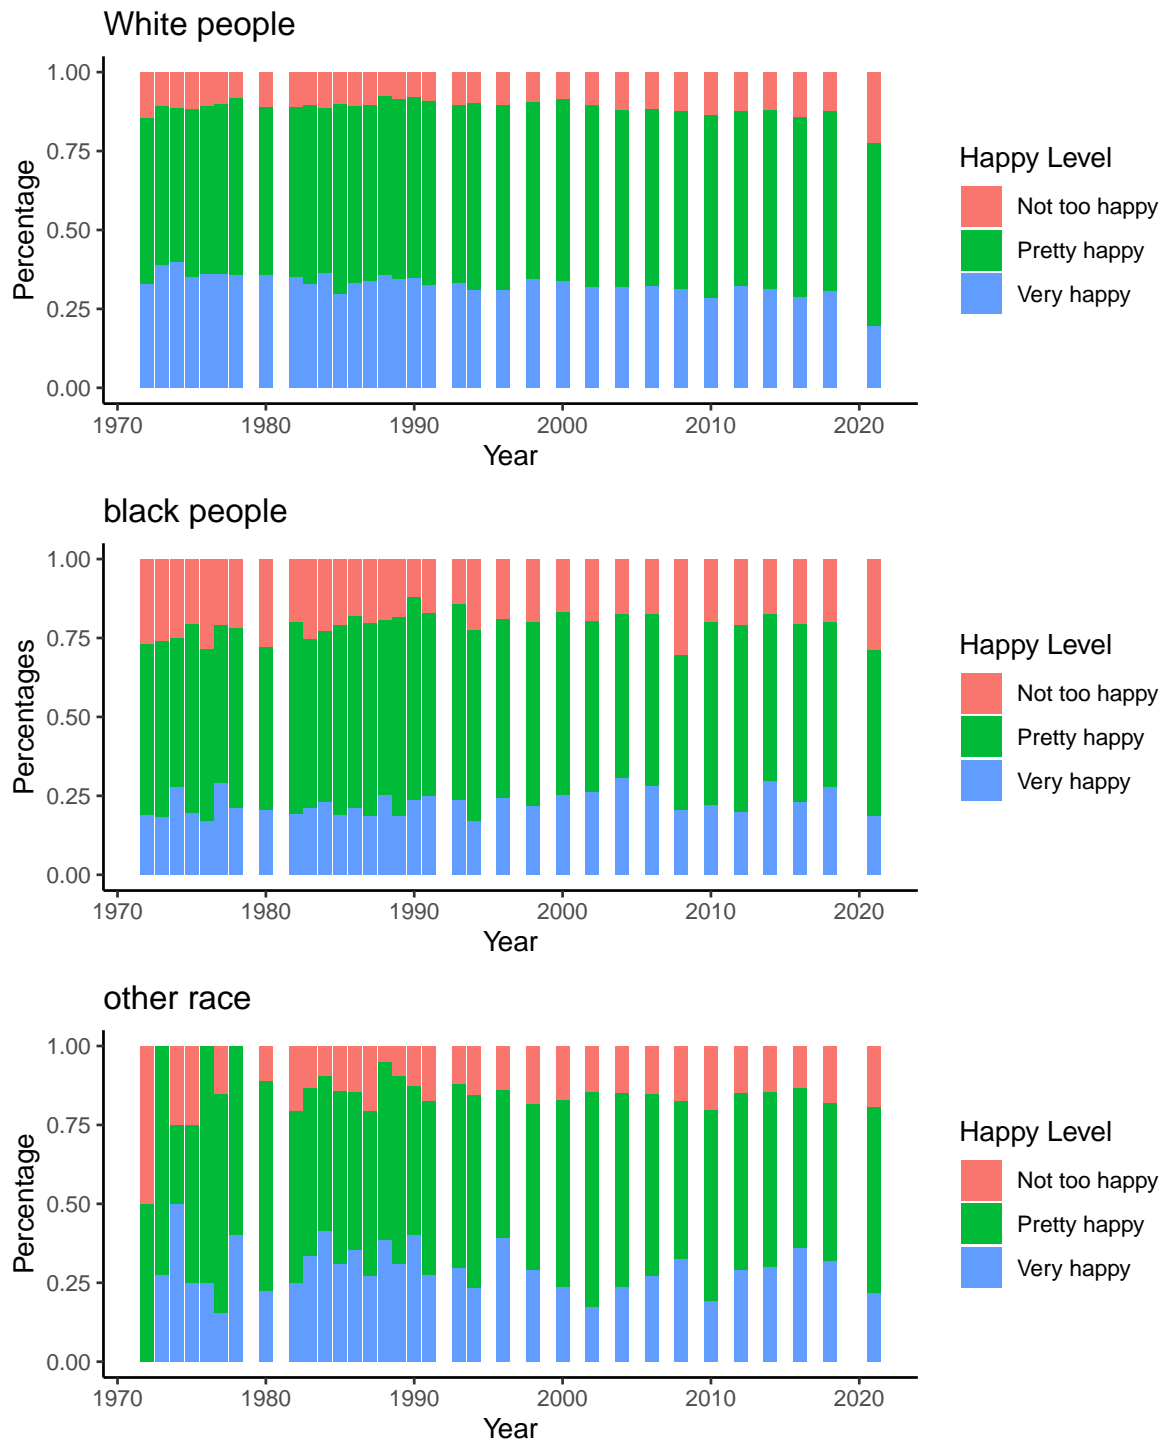 White people
1.00
0.75
0.50
0.25
0.00
Percentage
1970 1980 1990 2000 2010 2020
Year
Happy Level
Not too happy
Pretty happy
Very happy
black people
1.00
0.75
0.50
0.25
0.00
Percentages
1970 1980 1990 2000 2010 2020
Year
Happy Level
Not too happy
Pretty happy
Very happy
other race
1.00
0.75
0.50
0.25
0.00
Percentage
1970 1980 1990 2000 2010 2020
Year
Happy Level
Not too happy
Pretty happy
Very happy